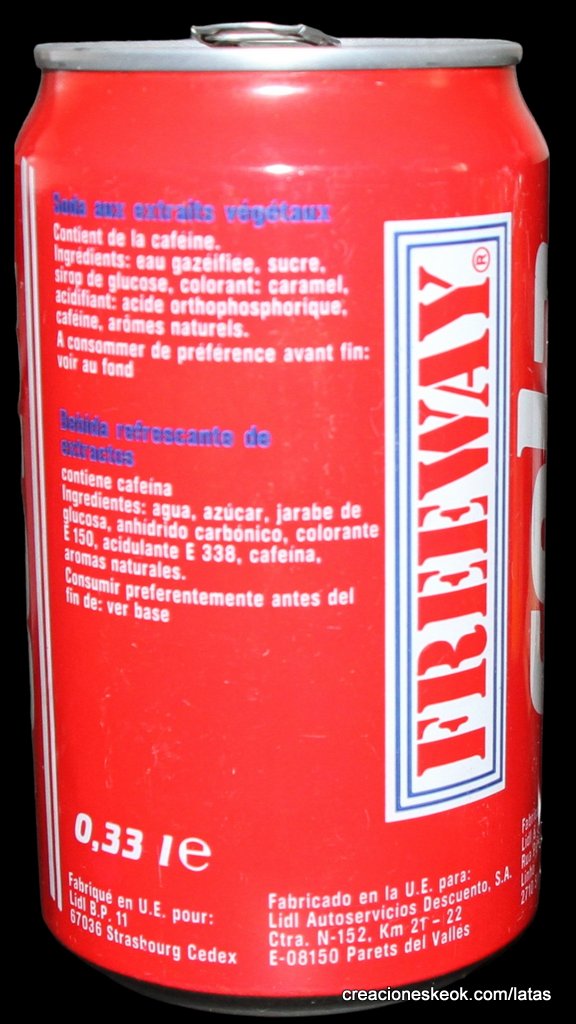 Soda aux extraits végétaux
Contient de la caféine.
Ingrédients: eau gazéifiée, sucre,
sirop de glucose, colorant: caramel,
acidifiant: acide orthophosphorique,
caféine, arômes naturels.
A consommer de préférence avant fin:
voir au fond
Bebida refrescante de
extractos
contiene cafeína
Ingredientes: agua, azúcar, jarabe de
glucosa, anhídrido carbónico, colorante
E 150, acidulante E 338, cafeína,
aromas naturales.
Consumir preferentemente antes del
fin de: ver base
FREEWAY®
cola
0,33 l e
Fabriqué en U.E. pour:
Lidl B.P. 11
67036 Strasbourg Cedex
Fabricado en la U.E. para:
Lidl Autoservicios Descuento, S.A.
Ctra. N-152, Km 21 - 22
E-08150 Parets del Vallés
creacioneskeok.com/latas